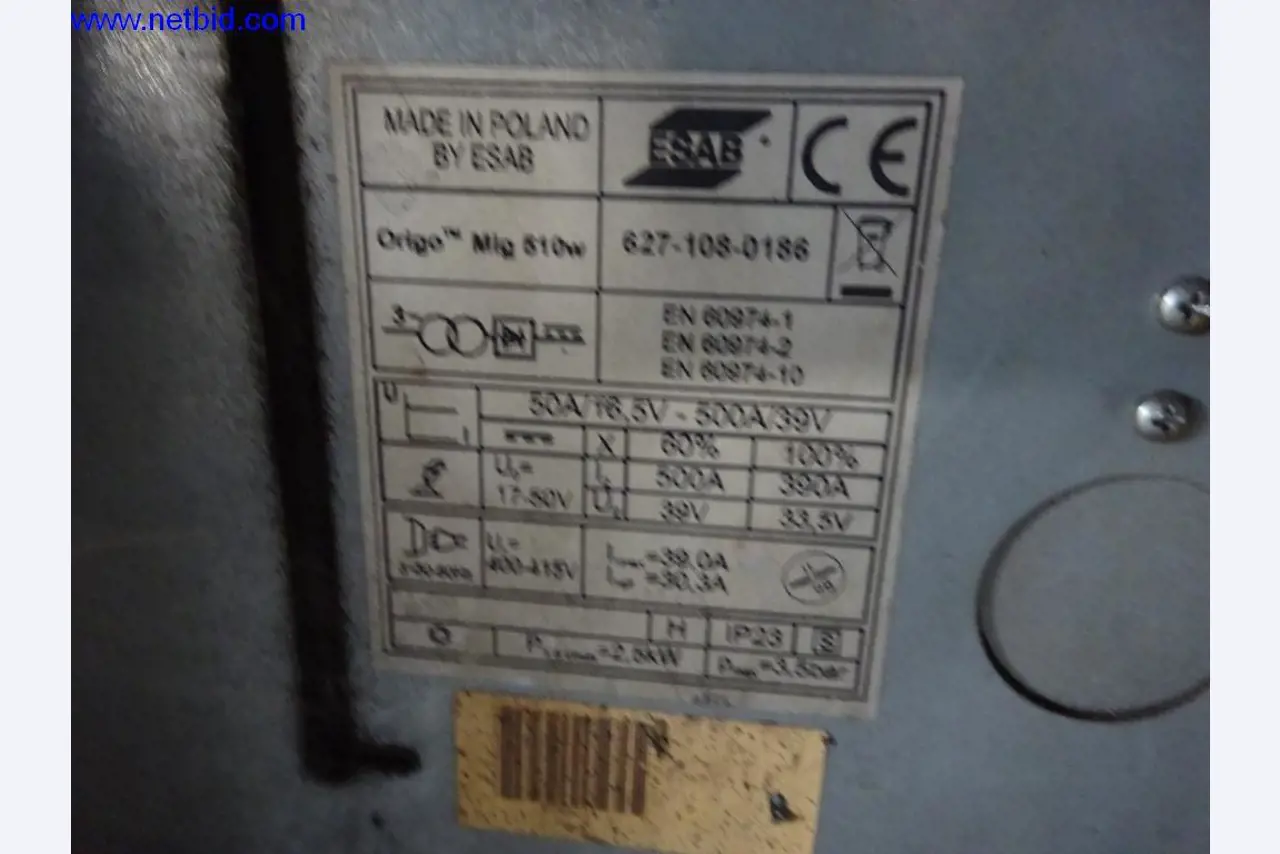 www.netbid.com
MADE IN POLAND
BY ESAB
ESAB
CE
Origo™ Mig 510w
627-108-0186
3~
EN 60974-1
EN 60974-2
EN 60974-10
U
I
50A/16,5V - 500A/39V
X 60% 100%
I₂ 500A 390A
U₂ 39V 33,5V
U₀=
17-50V
U₁=
400-415V
=39,0A
=30,3A
H IP23 S
=2,5kW
=3,5bar